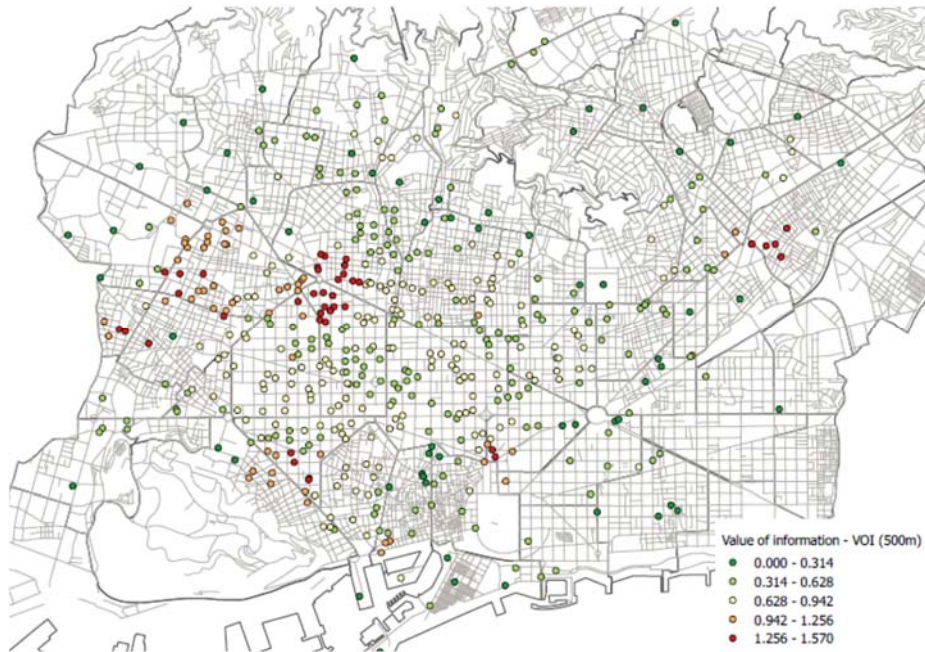 Value of information - VOI (500m)
0.000 - 0.314
0.314 - 0.628
0.628 - 0.942
0.942 - 1.256
1.256 - 1.570